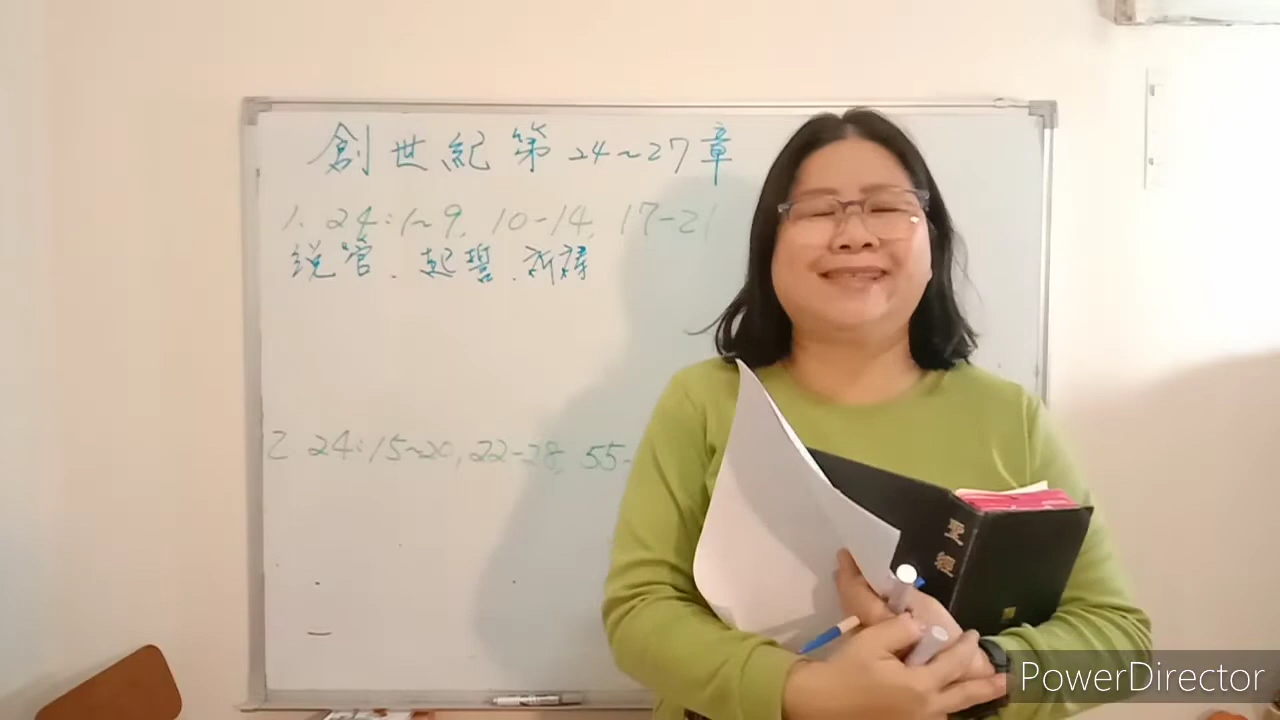 創世紀第24~27章
1. 24:1~9, 10-14, 17-21
總管．起誓．祈禱
2 24:15~20, 22-28, 55-
聖經
PowerDirector